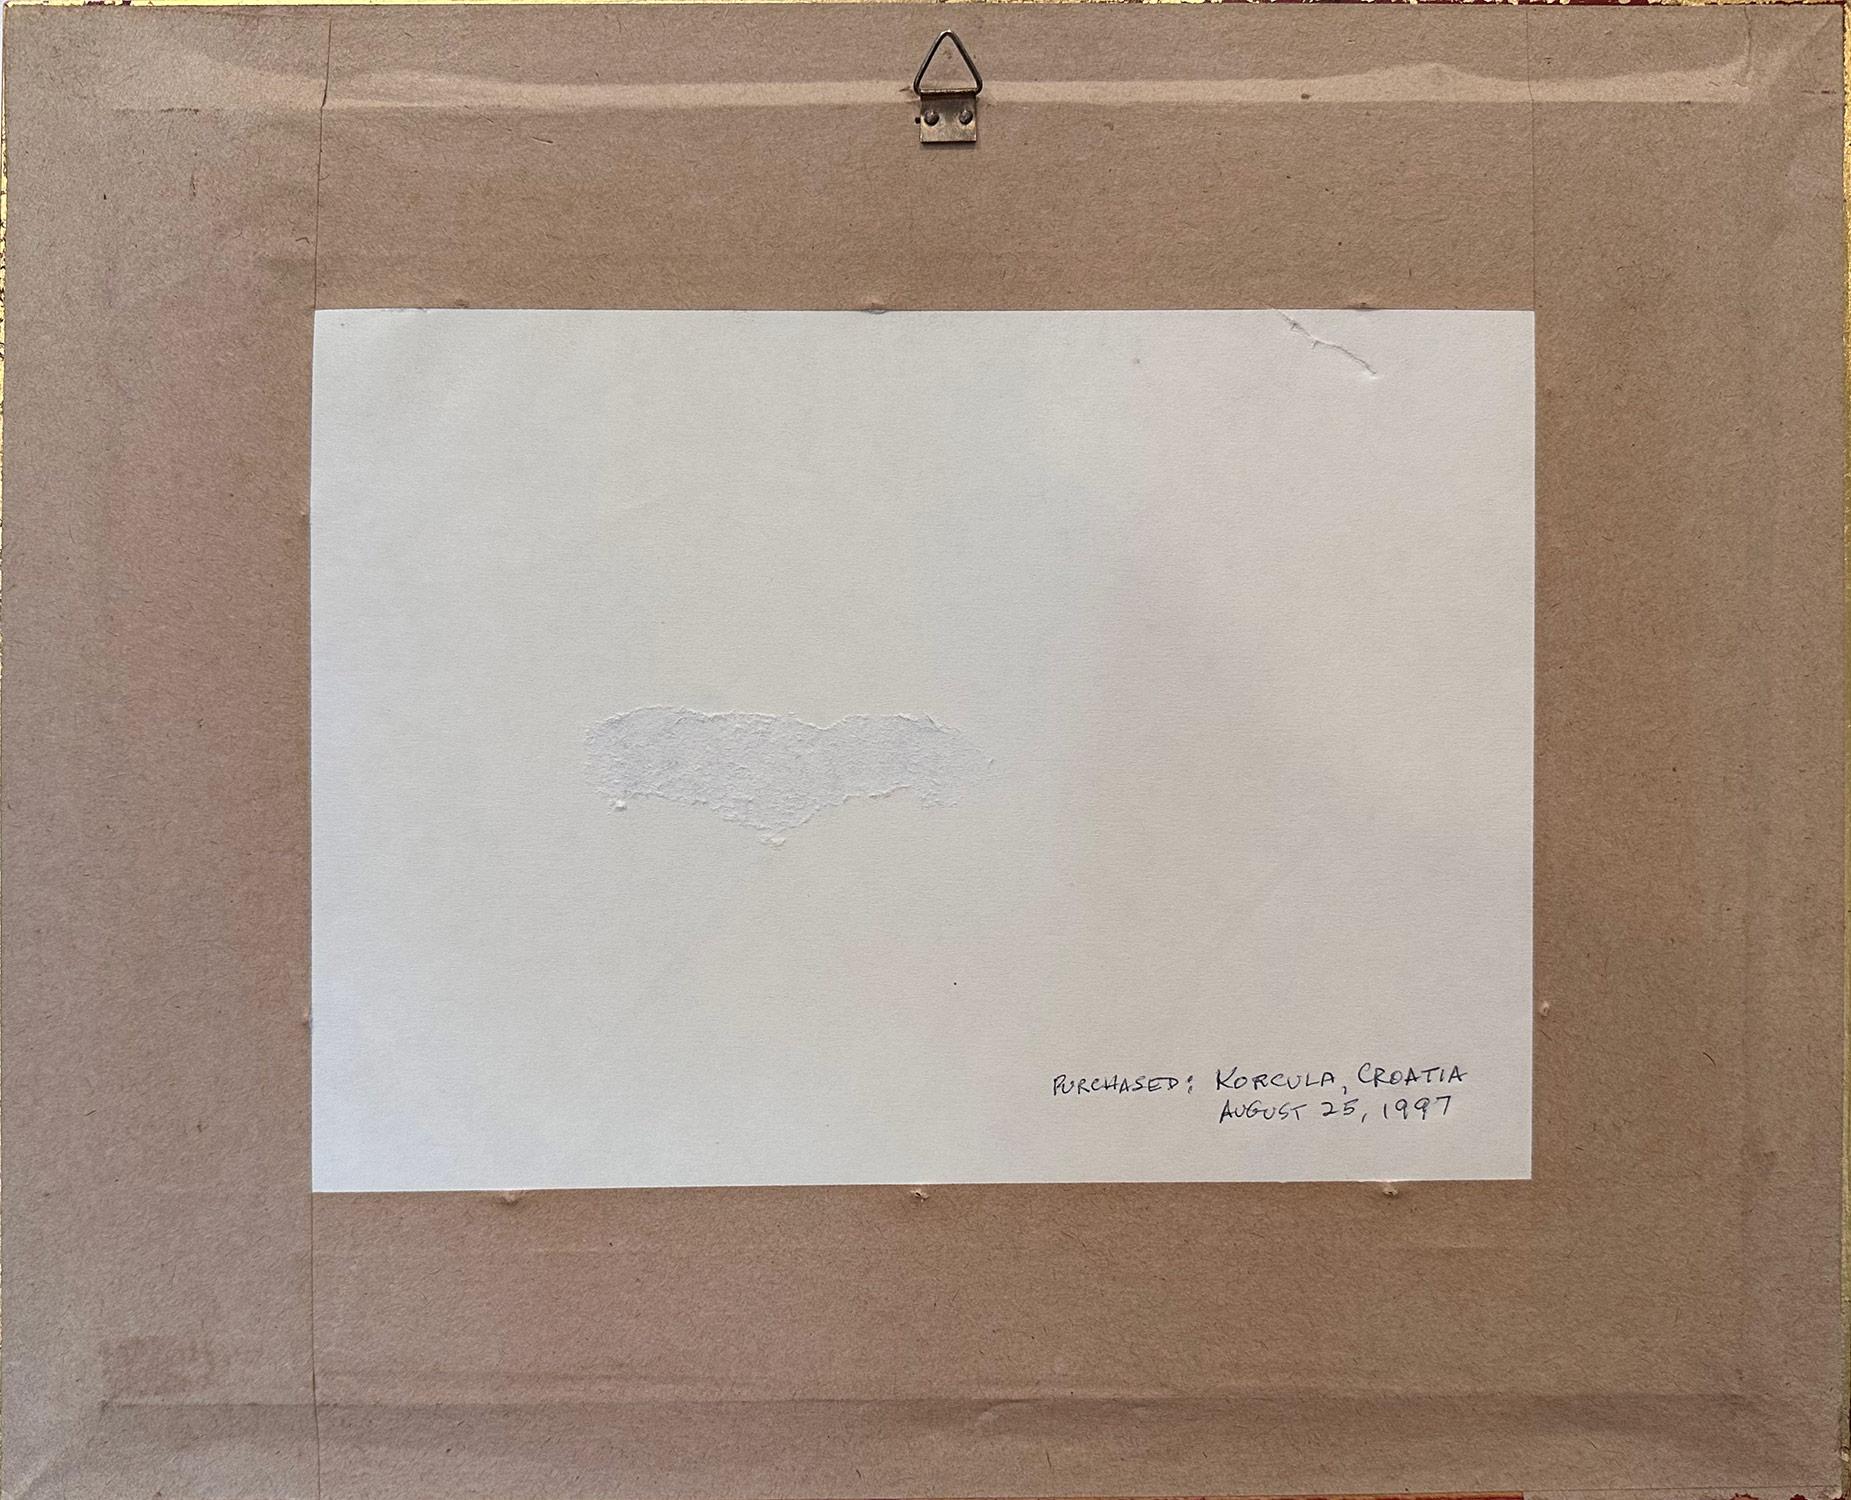 PURCHASED: KORCULA, CROATIA
AUGUST 25, 1997